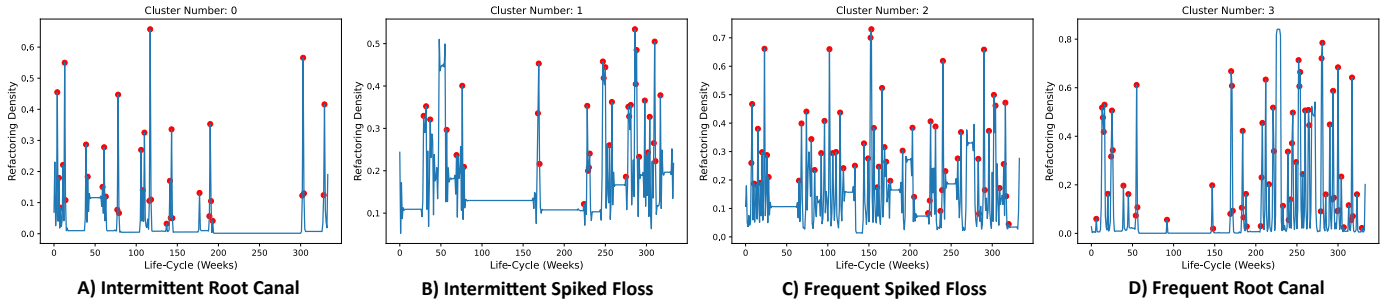 Cluster Number: 0
Refactoring Density
0.6
0.5
0.4
0.3
0.2
0.1
0.0
0 50 100 150 200 250 300
Life-Cycle (Weeks)
A) Intermittent Root Canal
Cluster Number: 1
Refactoring Density
0.5
0.4
0.3
0.2
0.1
0 50 100 150 200 250 300
Life-Cycle (Weeks)
B) Intermittent Spiked Floss
Cluster Number: 2
Refactoring Density
0.7
0.6
0.5
0.4
0.3
0.2
0.1
0.0
0 50 100 150 200 250 300
Life-Cycle (Weeks)
C) Frequent Spiked Floss
Cluster Number: 3
Refactoring Density
0.8
0.6
0.4
0.2
0.0
0 50 100 150 200 250 300
Life-Cycle (Weeks)
D) Frequent Root Canal